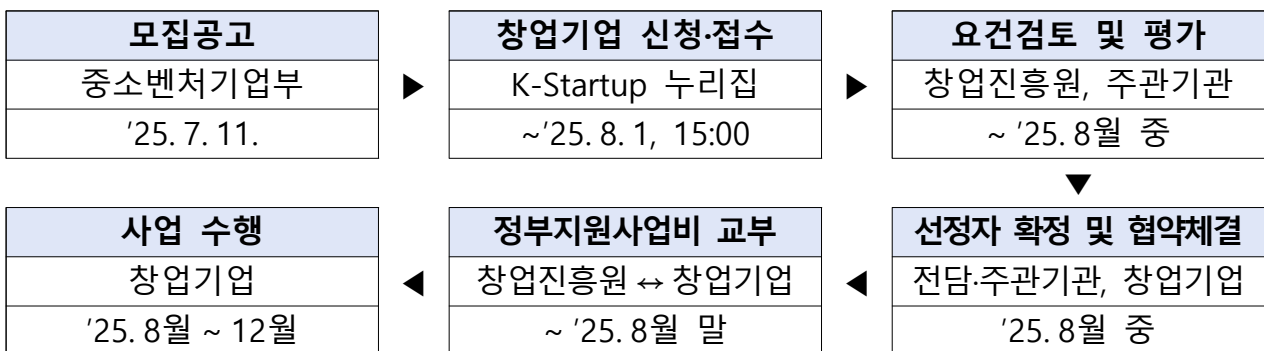 모집공고
중소벤처기업부
'25. 7. 11.
▶
창업기업 신청·접수
K-Startup 누리집
~'25. 8. 1, 15:00
▶
요건검토 및 평가
창업진흥원, 주관기관
~ '25. 8월 중
▼
선정자 확정 및 협약체결
전담·주관기관, 창업기업
'25. 8월 중
◀
정부지원사업비 교부
창업진흥원 ↔ 창업기업
~ '25. 8월 말
◀
사업 수행
창업기업
'25. 8월 ~ 12월